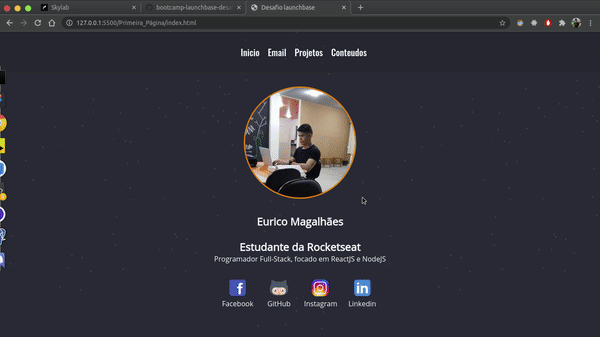 Skylab
bootcamp-launchbase-desa
Desafio launchbase
127.0.0.1:5500/Primeira_Página/index.html
Inicio Email Projetos Conteudos
Eurico Magalhães
Estudante da Rocketseat
Programador Full-Stack, focado em ReactJS e NodeJS
Facebook GitHub Instagram Linkedin